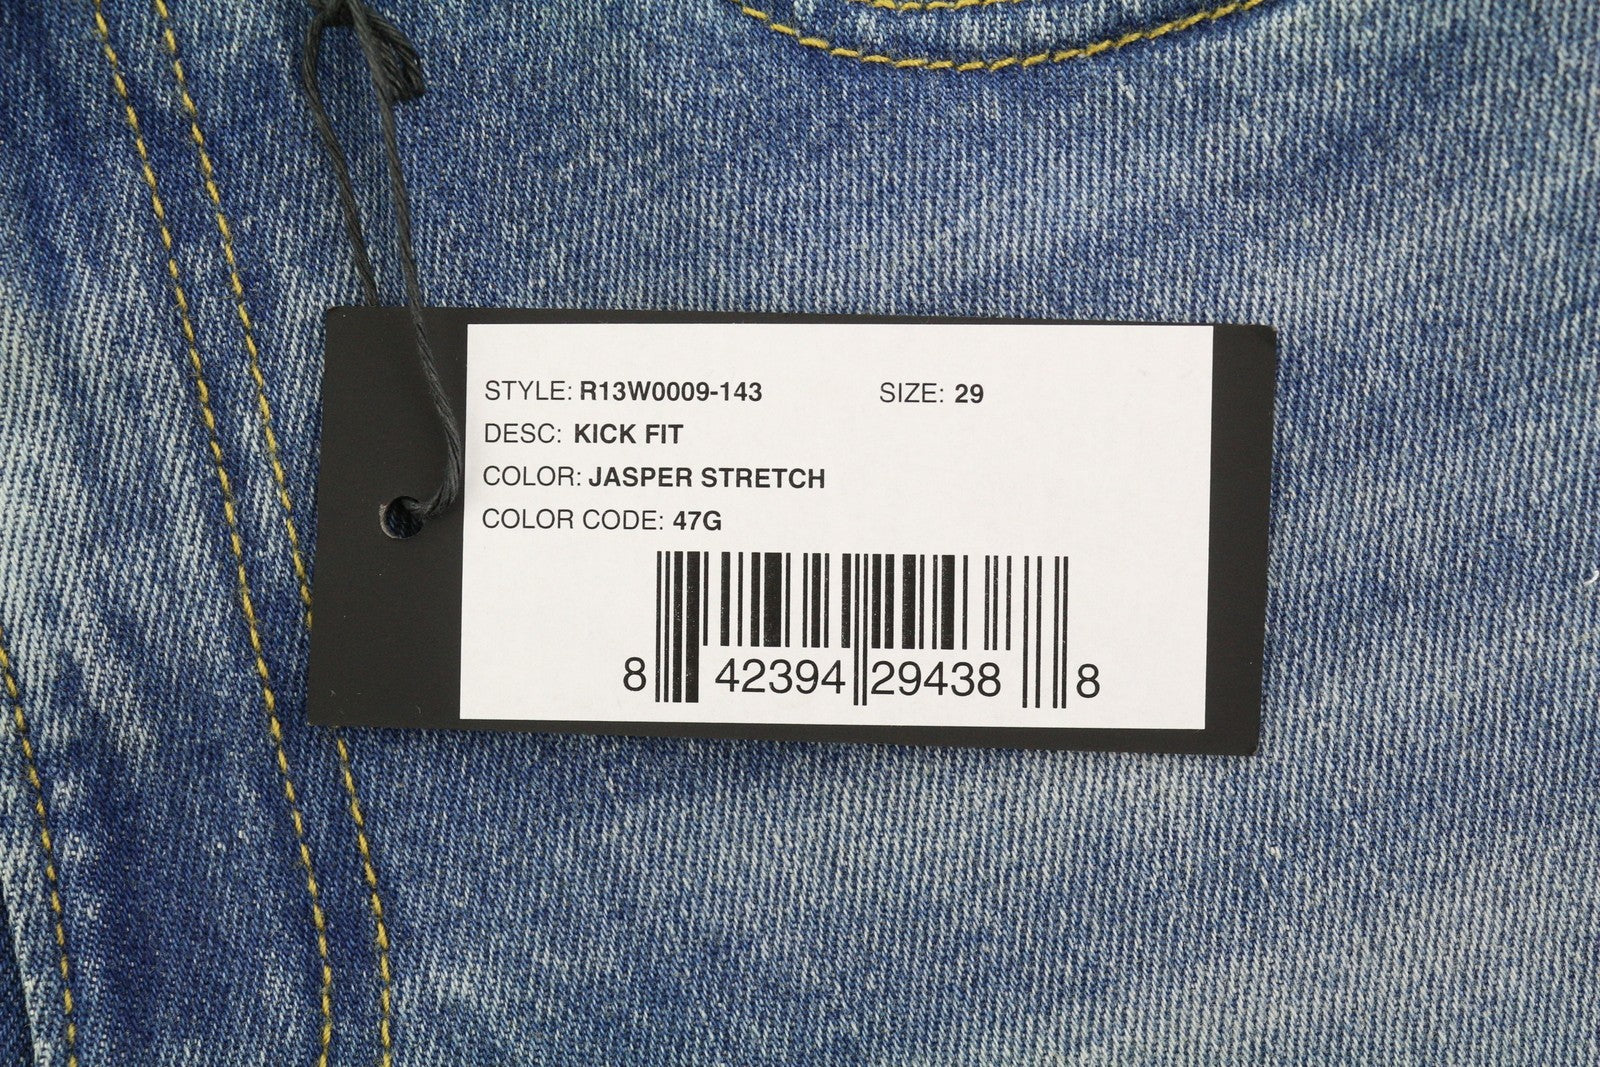 STYLE: R13W0009-143 SIZE: 29
DESC: KICK FIT
COLOR: JASPER STRETCH
COLOR CODE: 47G
8 42394 29438 8